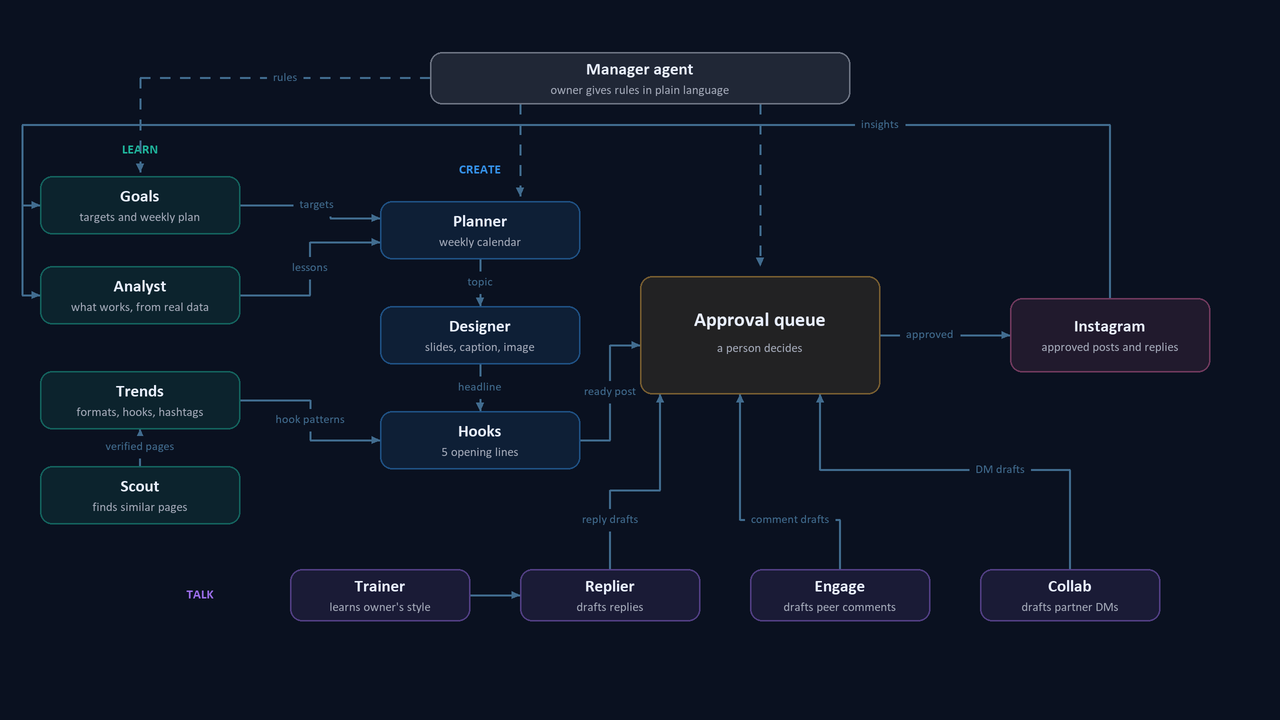 Manager agent
owner gives rules in plain language
rules
insights
LEARN
CREATE
Goals
targets and weekly plan
targets
Planner
weekly calendar
lessons
Analyst
what works, from real data
topic
Designer
slides, caption, image
Approval queue
a person decides
approved
Instagram
approved posts and replies
Trends
formats, hooks, hashtags
headline
ready post
hook patterns
Hooks
5 opening lines
verified pages
Scout
finds similar pages
DM drafts
reply drafts
comment drafts
TALK
Trainer
learns owner's style
Replier
drafts replies
Engage
drafts peer comments
Collab
drafts partner DMs